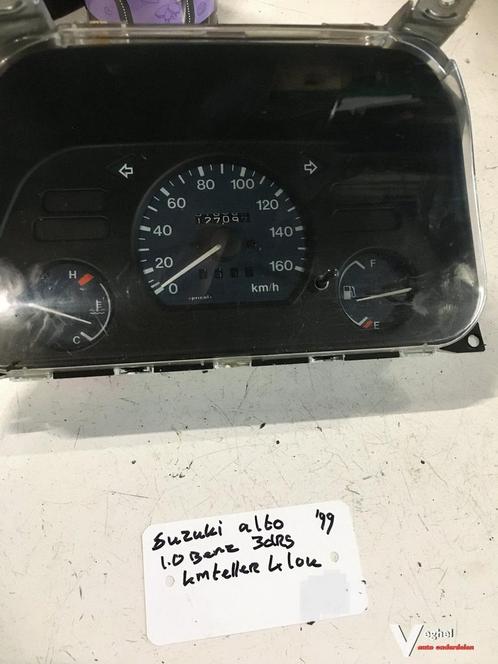 80 100
60 120
40 140
20 160
0 km/h
H
C
F
E
Suzuki alto '99
1.0 Benz 3dRS
kmteller klok
Veghel
auto onderdelen